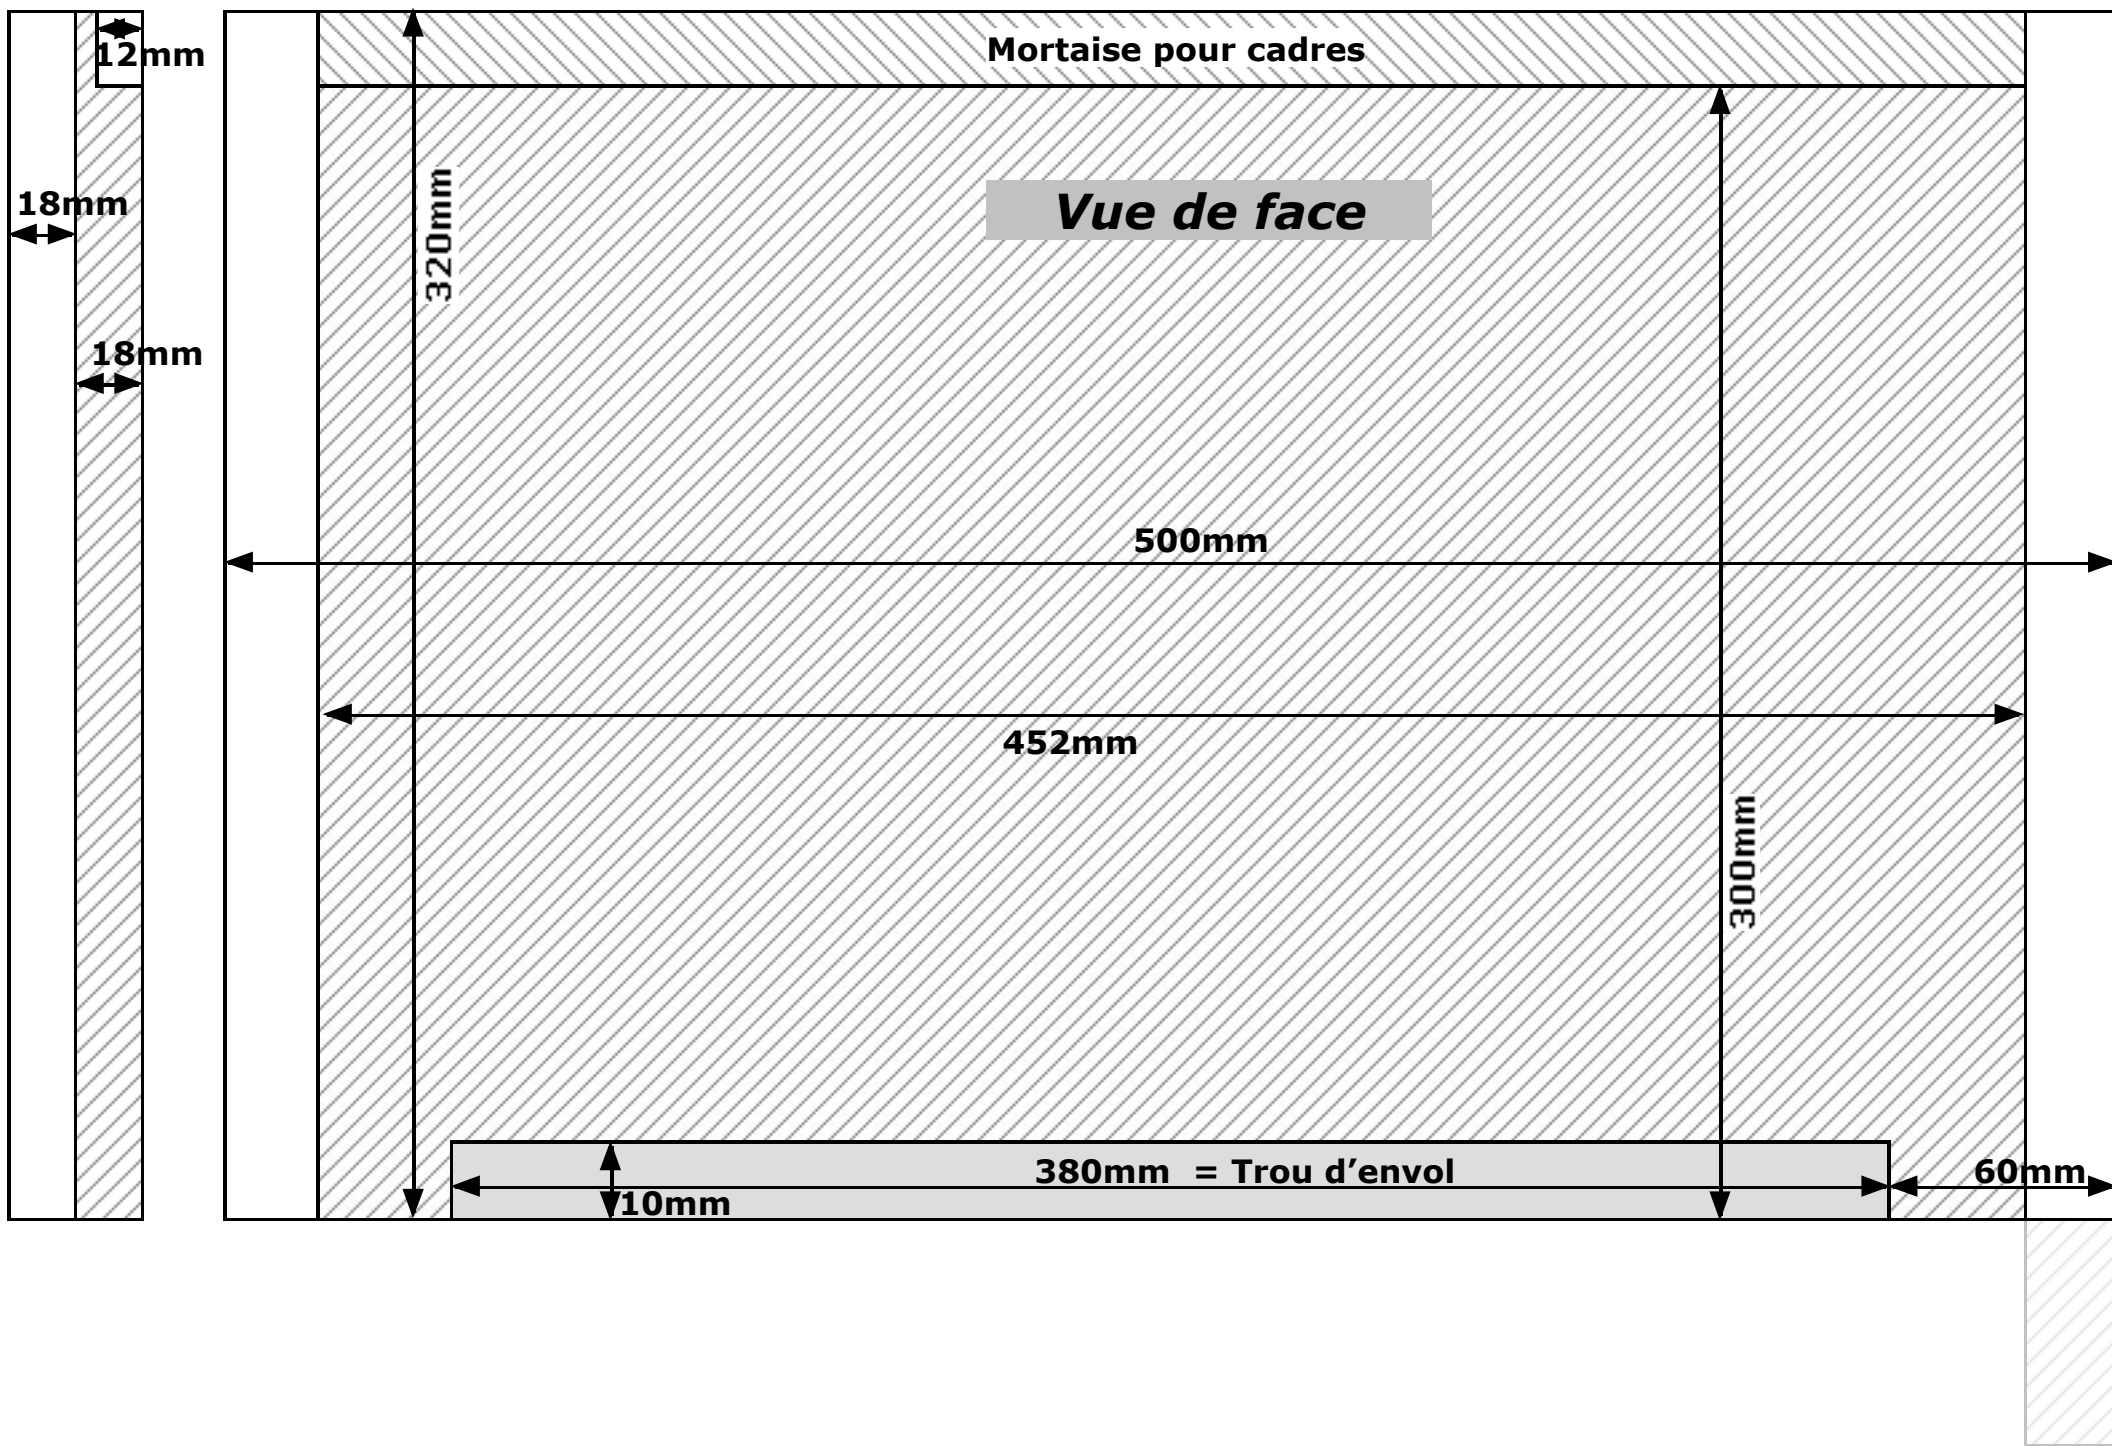 12mm
Mortaise pour cadres
18mm
320mm
Vue de face
18mm
500mm
452mm
300mm
380mm = Trou d’envol
60mm
10mm